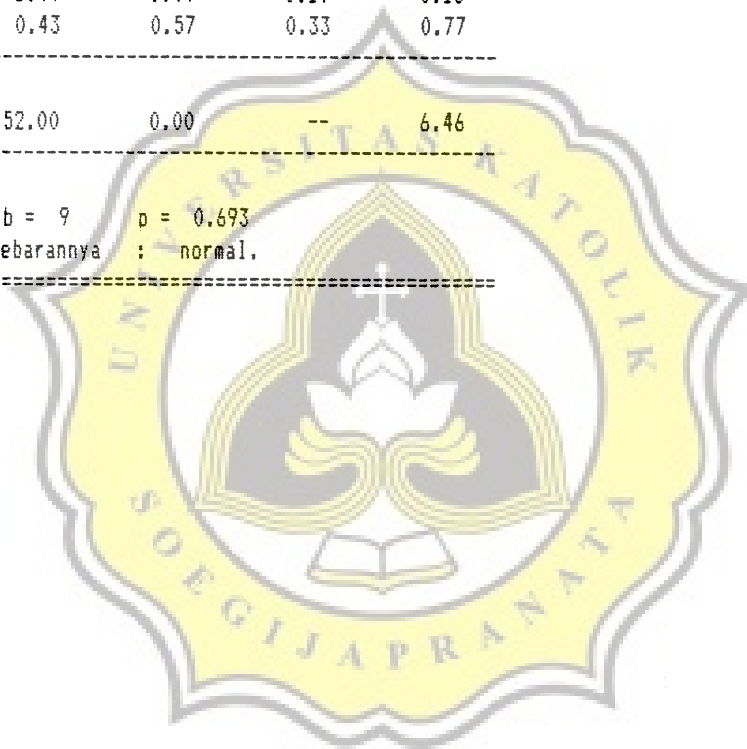 0.43 0.57 0.33 0.77
52.00 0.00 -- 6.46
b = 9 p = 0.693
ebarannya : normal.
UNIVERSITAS KATOLIK
SOEGIJAPRANATA